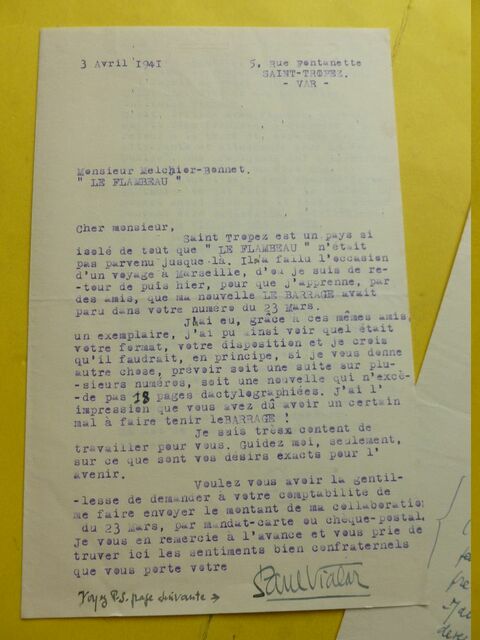 3 Avril 1941
5, Rue Fontanette
SAINT-TROPEZ.
- VAR -
Monsieur Melchior-Bonnet.
" LE FLAMBEAU "
Cher monsieur,
Saint Tropez est un pays si
isolé de tout que " LE FLAMBEAU " n'était
pas parvenu jusque là. Il a fallu l'occasion
d'un voyage à Marseille, d'où je suis de re-
-tour de puis hier, pour que j'apprenne, par
des amis, que ma nouvelle LE BARRAGE avait
paru dans votre numéro du 23 Mars.
J'ai eu, grâce à ces mêmes amis,
un exemplaire, j'ai pu ainsi voir quel était
votre format, votre disposition et je crois
qu'il faudrait, en principe, si je vous donne
autre chose, prévoir soit une suite sur plu-
-sieurs numéros, soit une nouvelle qui n'excè-
-de pas 18 pages dactylographiées. J'ai l'
impression que vous avez dû avoir un certain
mal à faire tenir leBARRAGE !
Je suis très content de
travailler pour vous. Guidez moi, seulement,
sur ce que sont vos désirs exacts pour l'
avenir.
Voulez vous avoir la gentil-
-lesse de demander à votre comptabilité de
me faire envoyer le montant de ma collaboration
du 23 Mars, par mandat-carte ou chèque-postal.
Je vous en remercie à l'avance et vous prie de
truver ici les sentiments bien confraternels
que vous porte votre
Paul Vialar
Voyez P.S. page suivante →